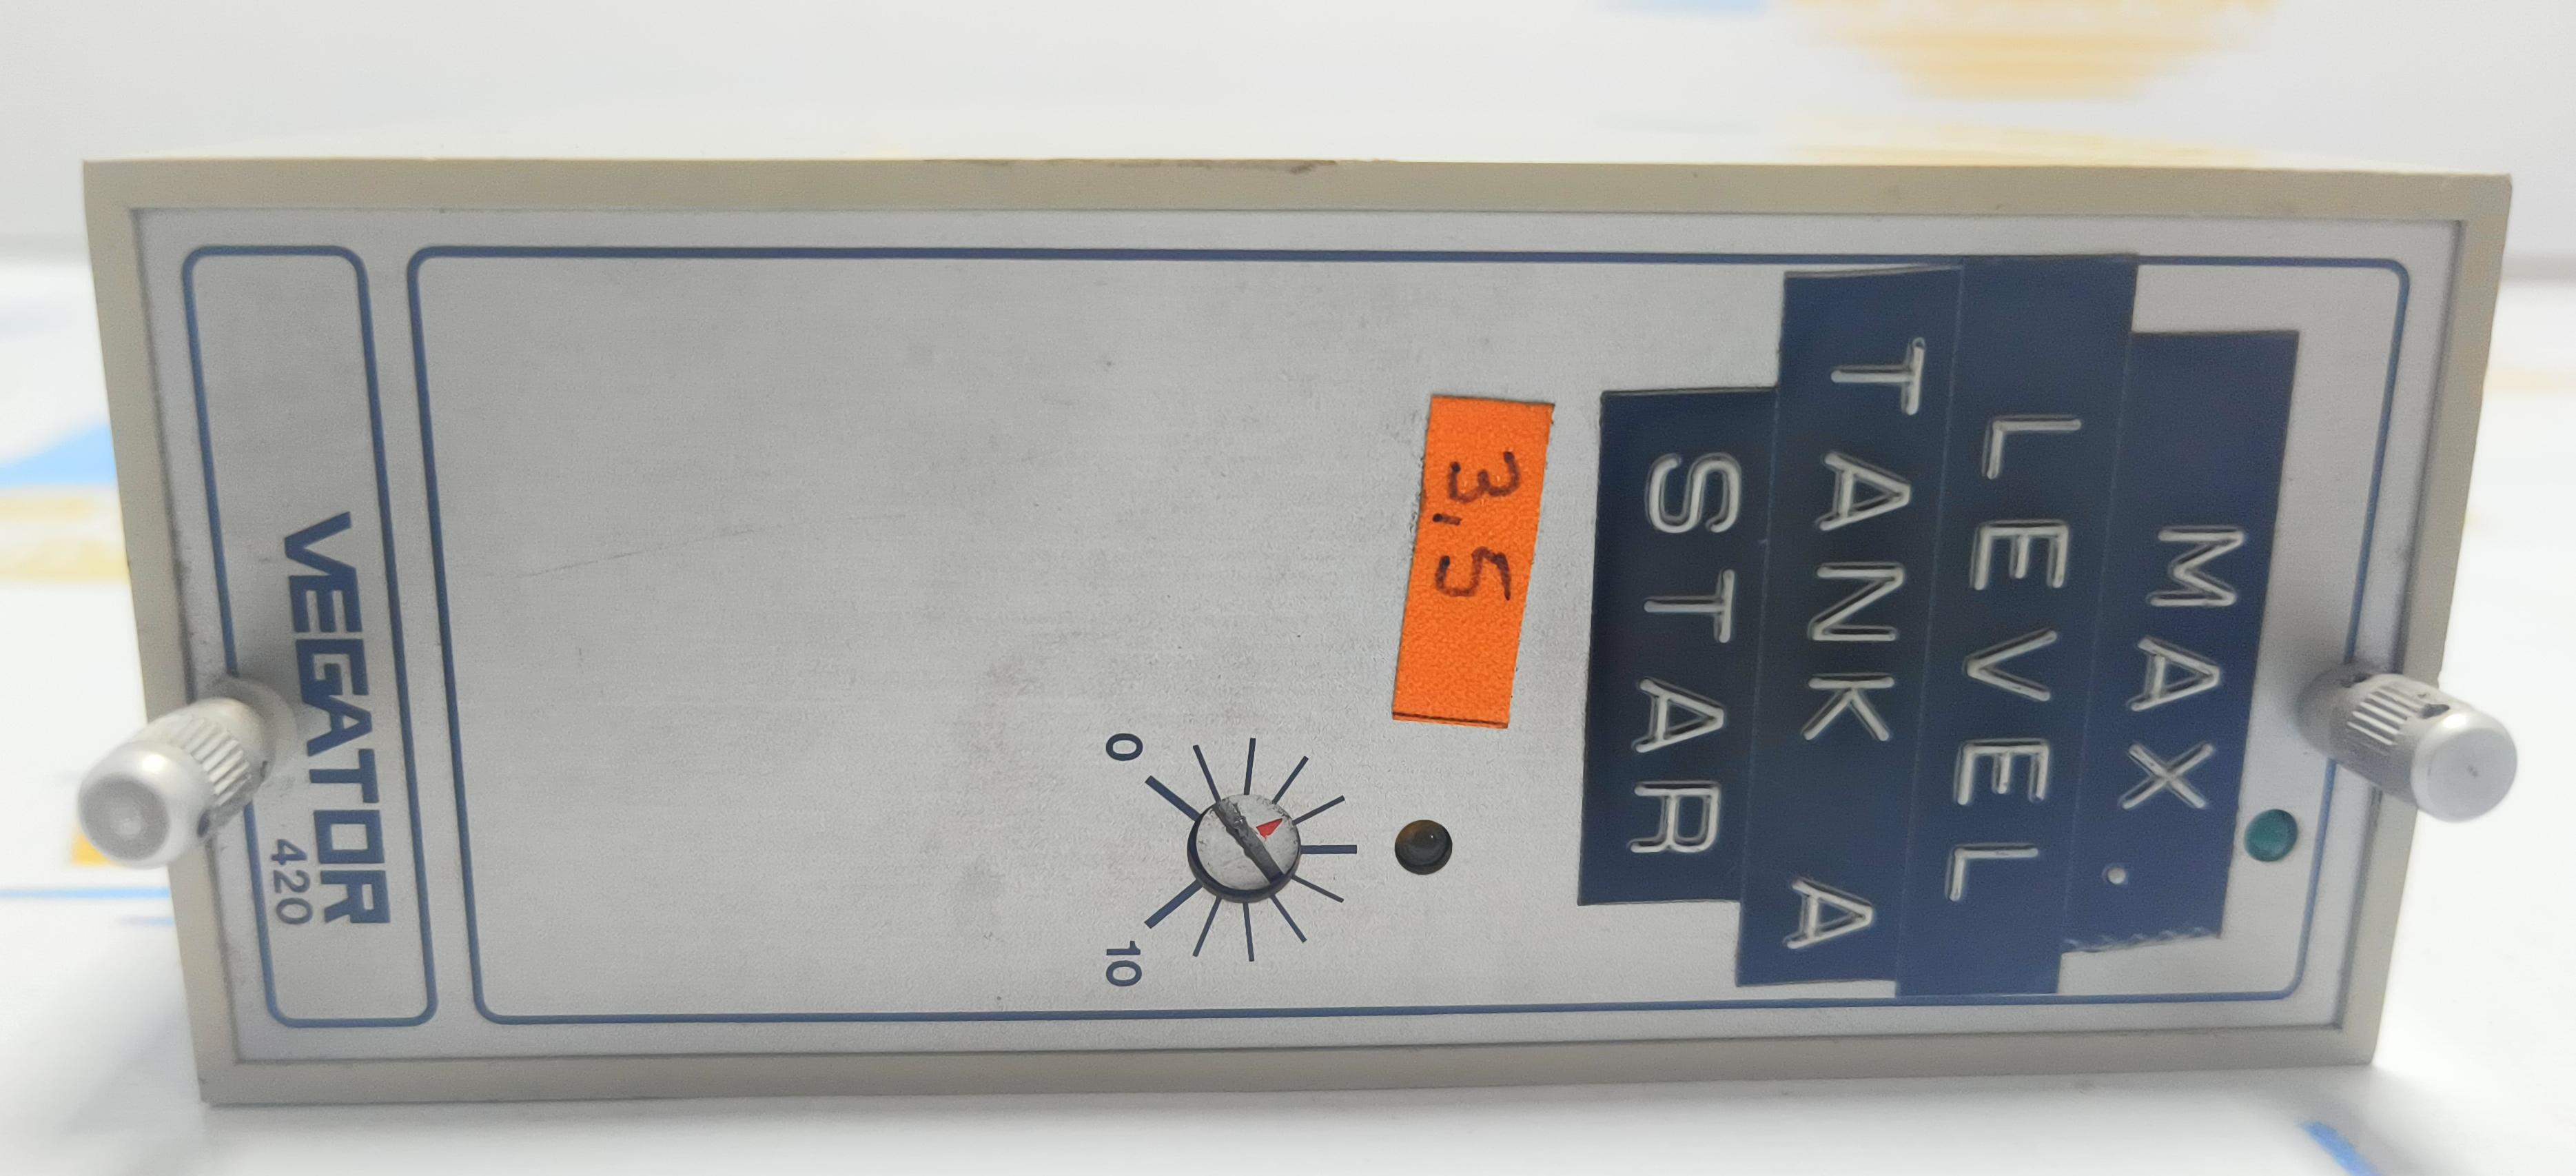 MAX.
LEVEL
TANK A
STAR
3,5
0
10
VEGATOR
420